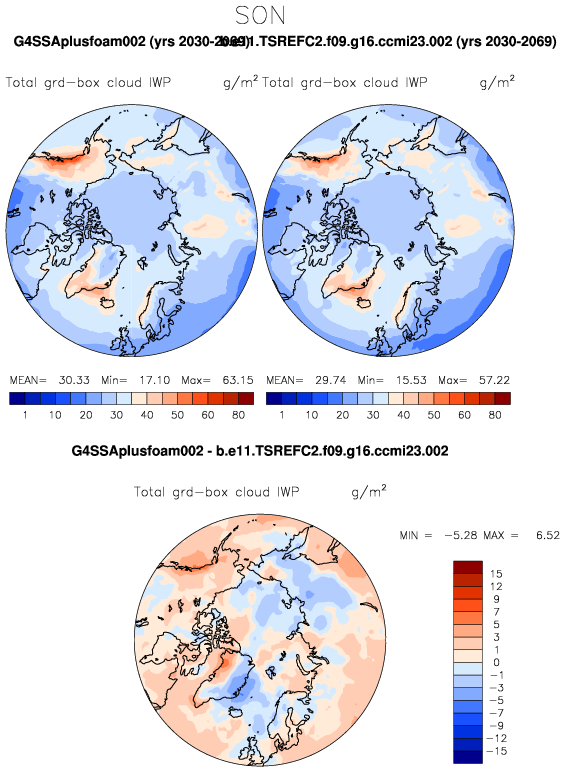 SON
G4SSAplusfoam002 (yrs 2030-2069) b.e11.TSREFC2.f09.g16.ccmi23.002 (yrs 2030-2069)
Total grd-box cloud IWP g/m² Total grd-box cloud IWP g/m²
MEAN= 30.33 Min= 17.10 Max= 63.15 MEAN= 29.74 Min= 15.53 Max= 57.22
1 10 20 30 40 50 60 80 1 10 20 30 40 50 60 80
G4SSAplusfoam002 - b.e11.TSREFC2.f09.g16.ccmi23.002
Total grd-box cloud IWP g/m²
MIN = -5.28 MAX = 6.52
15
12
9
7
5
3
1
0
-1
-3
-5
-7
-9
-12
-15